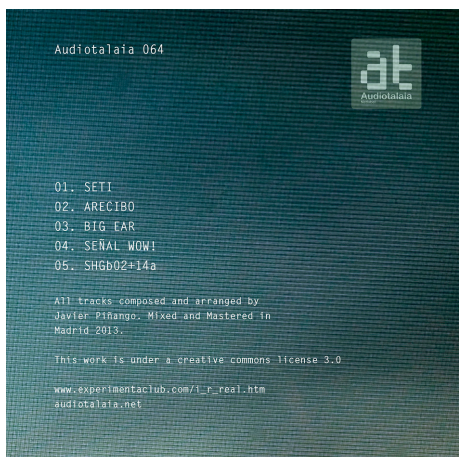 Audiotalaia 064
at
Audiotalaia
01. SETI
02. ARECIBO
03. BIG EAR
04. SEÑAL WOW!
05. SHGb02+14a
All tracks composed and arranged by
Javier Piñango. Mixed and Mastered in
Madrid 2013.
This work is under a creative commons license 3.0
www.experimentaclub.com/i_r_real.htm
audiotalaia.net